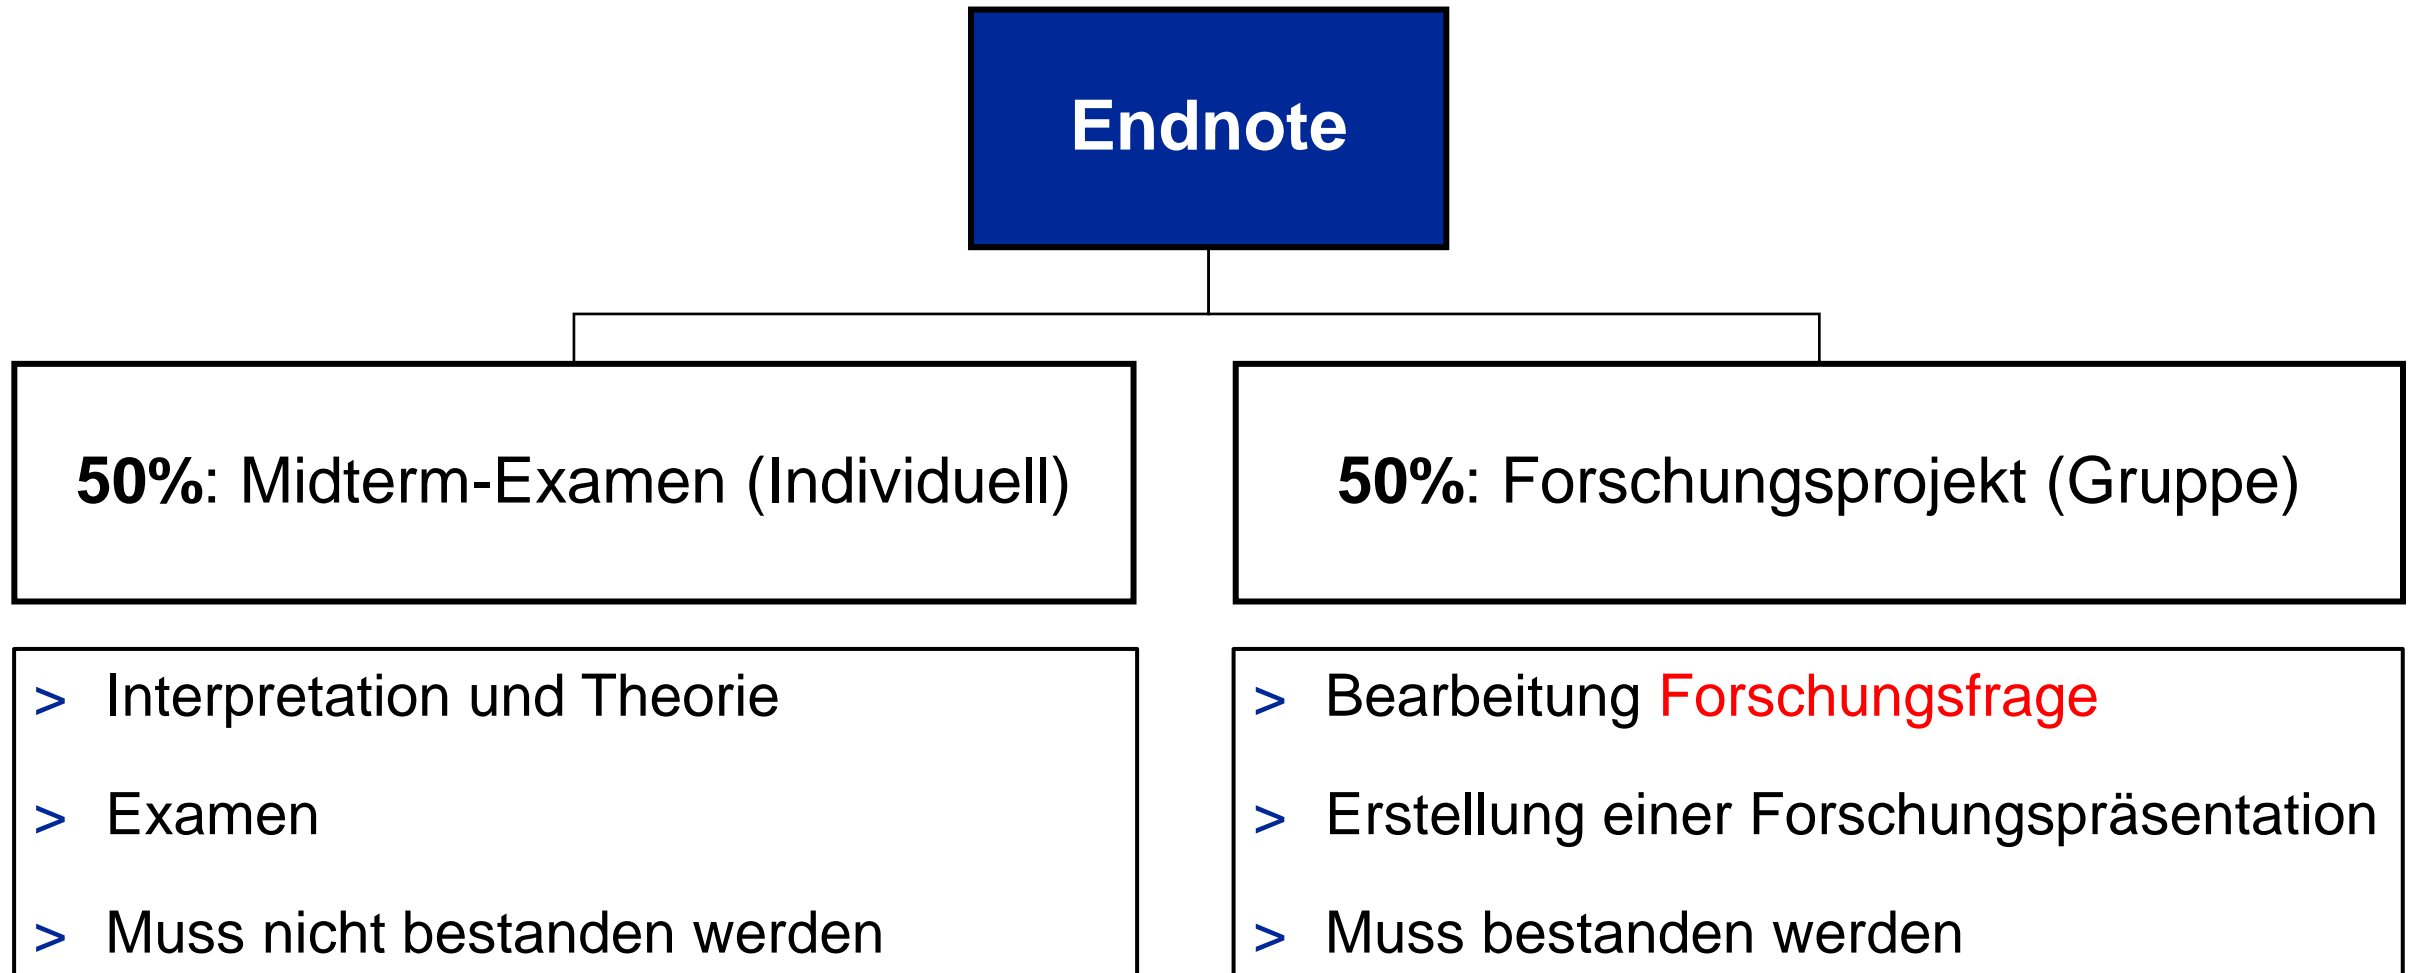 Endnote
50%: Midterm-Examen (Individuell)
50%: Forschungsprojekt (Gruppe)
> Interpretation und Theorie
> Examen
> Muss nicht bestanden werden
> Bearbeitung Forschungsfrage
> Erstellung einer Forschungspräsentation
> Muss bestanden werden